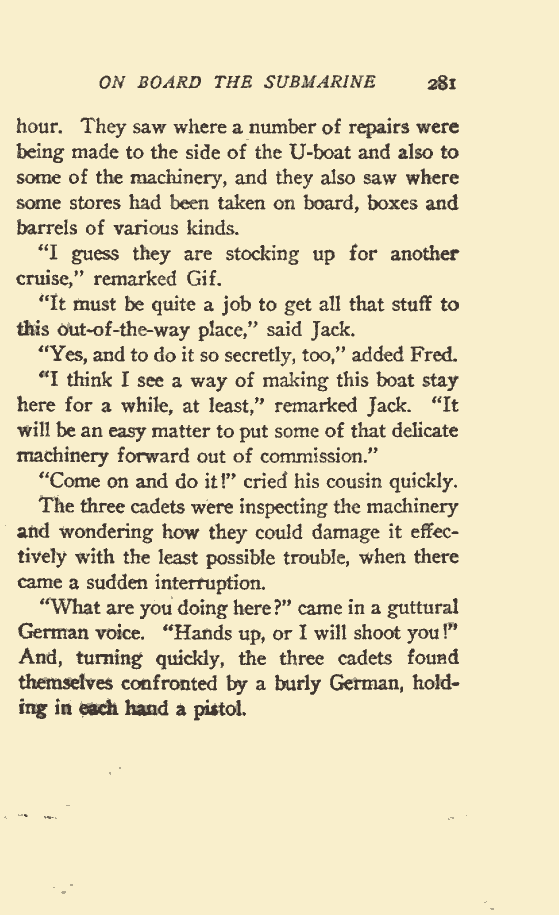 ON BOARD THE SUBMARINE 281
hour. They saw where a number of repairs were
being made to the side of the U-boat and also to
some of the machinery, and they also saw where
some stores had been taken on board, boxes and
barrels of various kinds.
“I guess they are stocking up for another
cruise,” remarked Gif.
“It must be quite a job to get all that stuff to
this out-of-the-way place,” said Jack.
“Yes, and to do it so secretly, too,” added Fred.
“I think I see a way of making this boat stay
here for a while, at least,” remarked Jack. “It
will be an easy matter to put some of that delicate
machinery forward out of commission.”
“Come on and do it!” cried his cousin quickly.
The three cadets were inspecting the machinery
and wondering how they could damage it effec-
tively with the least possible trouble, when there
came a sudden interruption.
“What are you doing here?” came in a guttural
German voice. “Hands up, or I will shoot you!”
And, turning quickly, the three cadets found
themselves confronted by a burly German, hold-
ing in each hand a pistol.